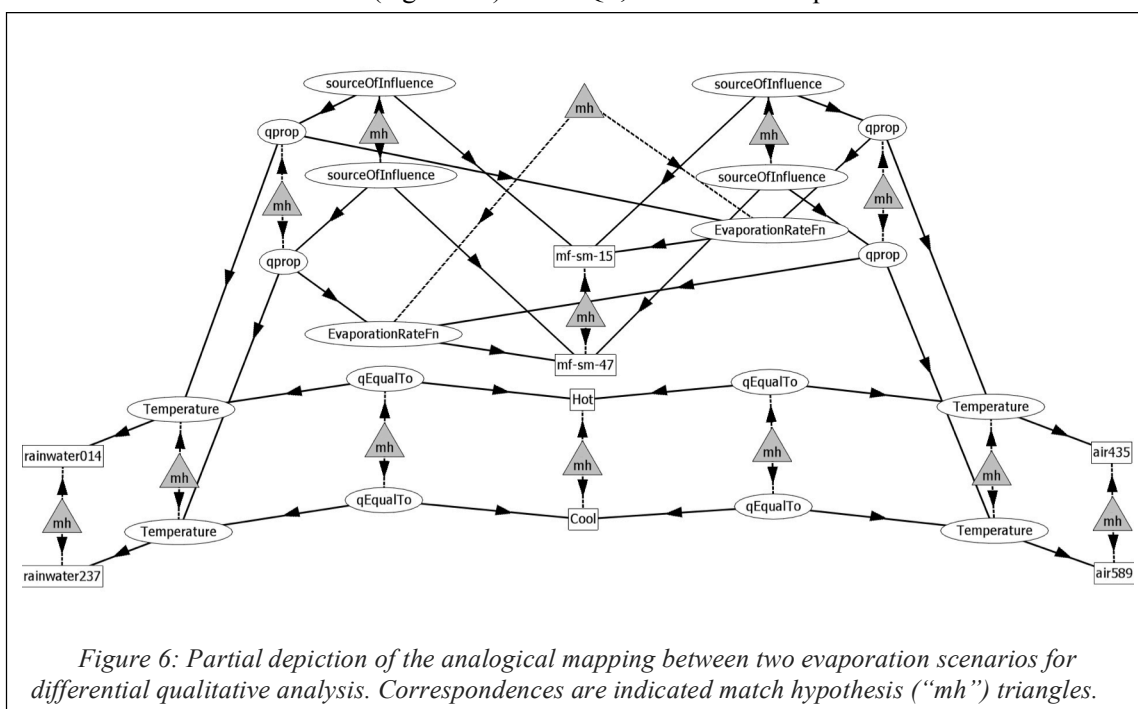 sourceOfInfluence
sourceOfInfluence
mh
qprop
mh
mh
qprop
sourceOfInfluence
sourceOfInfluence
mh
mh
EvaporationRateFn
mf-sm-15
qprop
qprop
mh
EvaporationRateFn
mf-sm-47
qEqualTo
qEqualTo
Hot
Temperature
Temperature
rainwater014
mh
mh
mh
air435
mh
mh
qEqualTo
qEqualTo
mh
mh
Cool
Temperature
Temperature
rainwater237
air589
Figure 6: Partial depiction of the analogical mapping between two evaporation scenarios for
differential qualitative analysis. Correspondences are indicated match hypothesis (“mh”) triangles.